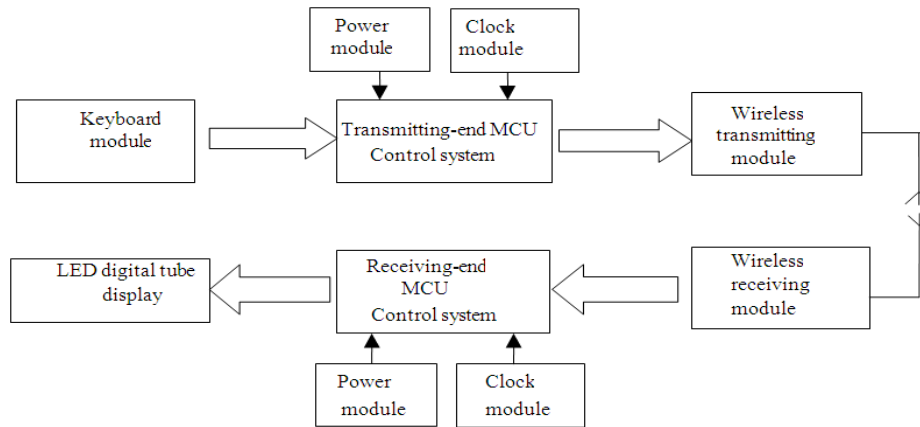 Power
module
Clock
module
Keyboard
module
Transmitting-end MCU
Control system
Wireless
transmitting
module
LED digital tube
display
Receiving-end
MCU
Control system
Wireless
receiving
module
Power
module
Clock
module